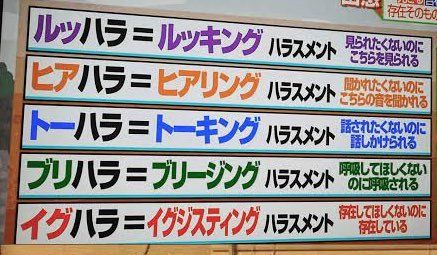 存在そのもの
ルッハラ=ルッキング ハラスメント 見られたくないのに
こちらを見られる
ヒアハラ=ヒアリング ハラスメント 聞かれたくないのに
こちらの音を聞かれる
トーハラ=トーキング ハラスメント 話されたくないのに
話しかけられる
ブリハラ=ブリージング ハラスメント 呼吸してほしくない
のに呼吸される
イグハラ=イグジスティング ハラスメント 存在してほしくないのに
存在している